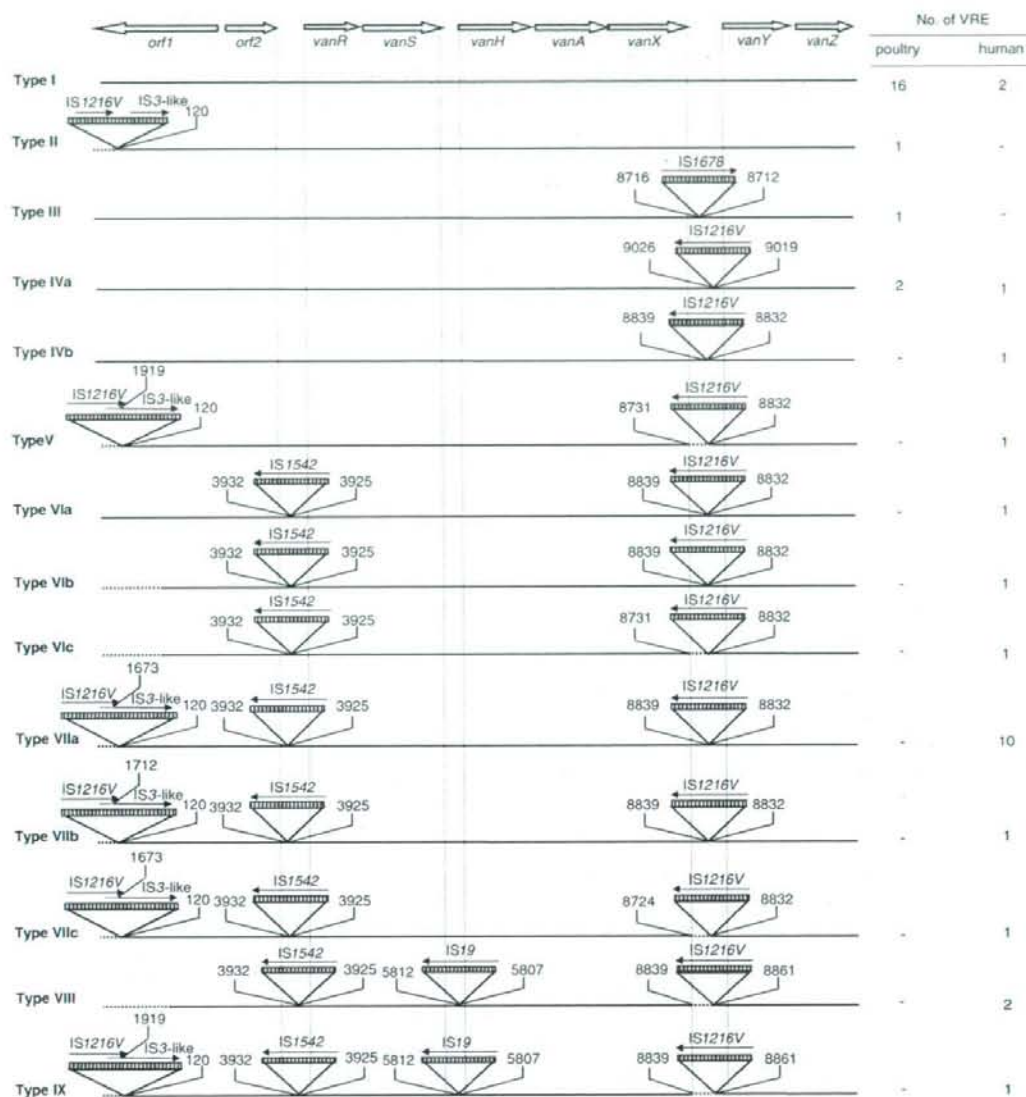 No. of VRE
orf1 orf2 vanR vanS vanH vanA vanX vanY vanZ
poultry human
Type I 16 2
IS1216V IS3-like 120
Type II 1 -
IS1678
8716 8712
Type III 1 -
IS1216V
9026 9019
Type IVa 2 1
IS1216V
8839 8832
Type IVb - 1
1919
IS1216V IS3-like 120 IS1216V
8731 8832
TypeV - 1
IS1542 IS1216V
3932 3925 8839 8832
Type VIa - 1
IS1542 IS1216V
3932 3925 8839 8832
Type VIb - 1
IS1542 IS1216V
3932 3925 8731 8832
Type VIc - 1
1673
IS1216V IS3-like IS1542 IS1216V
120 3932 3925 8839 8832
Type VIIa - 10
1712
IS1216V IS3-like IS1542 IS1216V
120 3932 3925 8839 8832
Type VIIb - 1
1673
IS1216V IS3-like IS1542 IS1216V
120 3932 3925 8724 8832
Type VIIc - 1
IS1542 IS19 IS1216V
3932 3925 5812 5807 8839 8861
Type VIII - 2
1919
IS1216V IS3-like IS1542 IS19 IS1216V
120 3932 3925 5812 5807 8839 8861
Type IX - 1